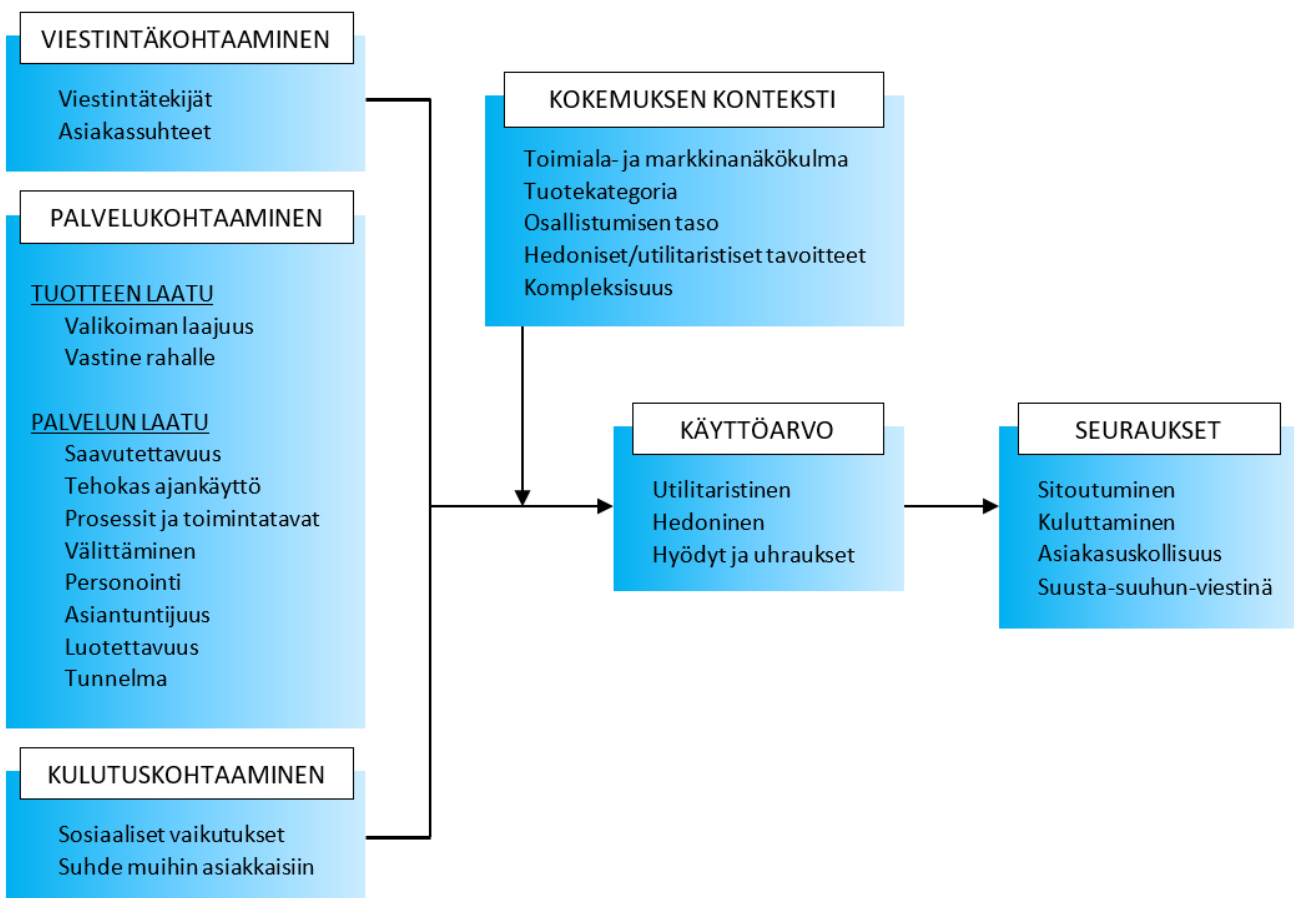 VIESTINTÄKOHTAAMINEN
Viestintätekijät
Asiakassuhteet
PALVELUKOHTAAMINEN
TUOTTEEN LAATU
Valikoiman laajuus
Vastine rahalle
PALVELUN LAATU
Saavutettavuus
Tehokas ajankäyttö
Prosessit ja toimintatavat
Välittäminen
Personointi
Asiantuntijuus
Luotettavuus
Tunnelma
KULUTUSKOHTAAMINEN
Sosiaaliset vaikutukset
Suhde muihin asiakkaisiin
KOKEMUKSEN KONTEKSTI
Toimiala- ja markkinanäkökulma
Tuotekategoria
Osallistumisen taso
Hedoniset/utilitaristiset tavoitteet
Kompleksisuus
KÄYTTÖARVO
Utilitaristinen
Hedoninen
Hyödyt ja uhraukset
SEURAUKSET
Sitoutuminen
Kuluttaminen
Asiakasuskollisuus
Suusta-suuhun-viestinä